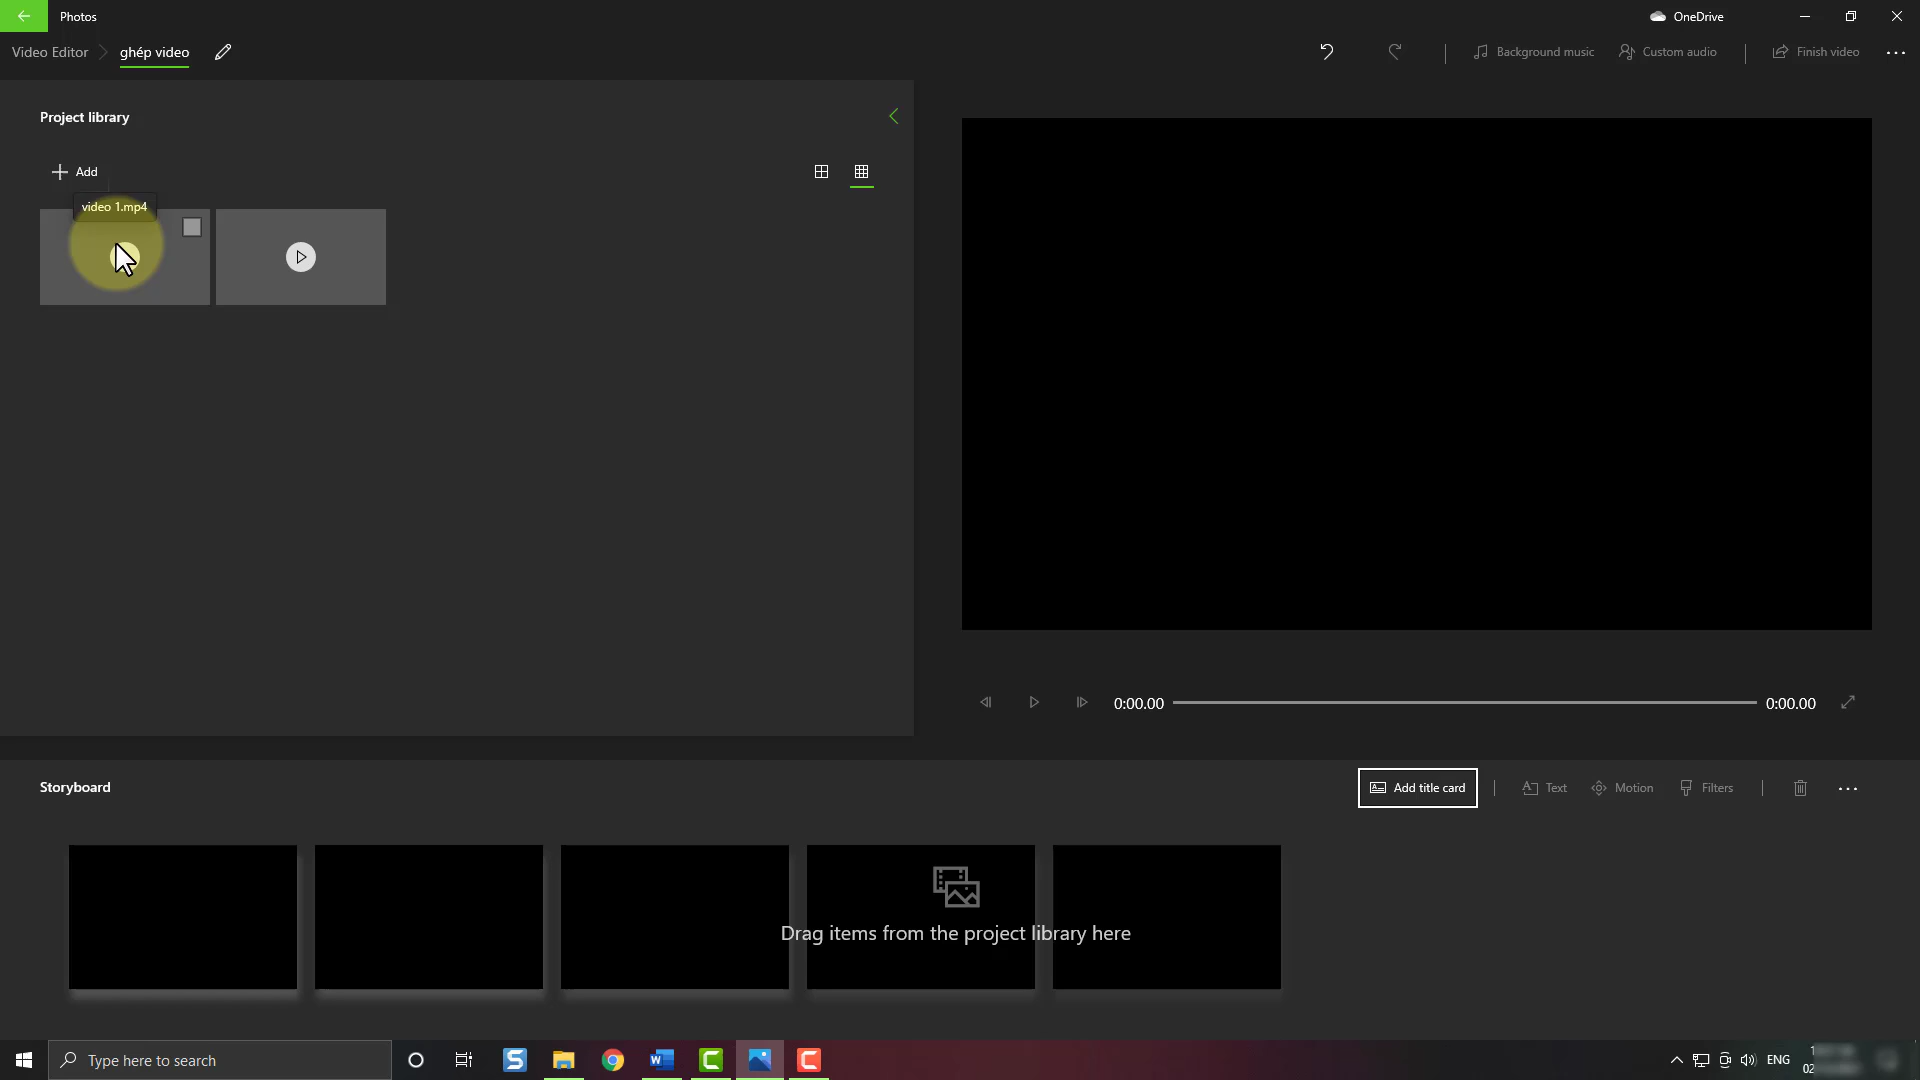 Photos
OneDrive
Video Editor
ghép video
Background music
Custom audio
Finish video
Project library
Add
video 1.mp4
0:00.00
0:00.00
Storyboard
Add title card
Text
Motion
Filters
Drag items from the project library here
Type here to search
ENG